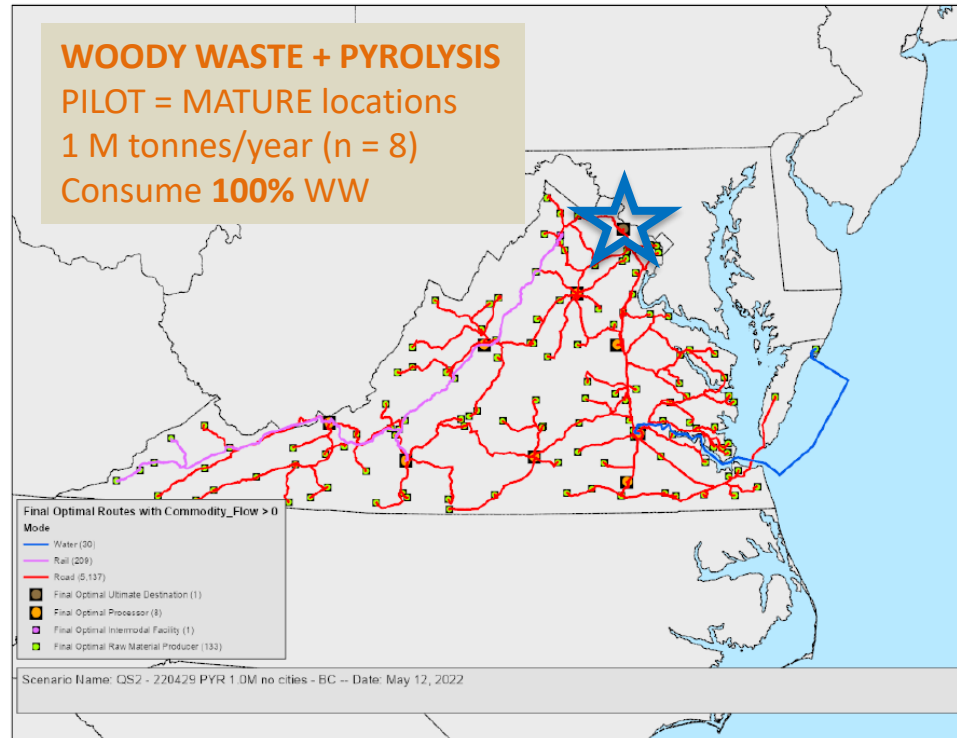 WOODY WASTE + PYROLYSIS
PILOT = MATURE locations
1 M tonnes/year (n = 8)
Consume 100% WW
Final Optimal Routes with Commodity_Flow > 0
Mode
Water (30)
Rail (209)
Road (5,137)
Final Optimal Ultimate Destination (1)
Final Optimal Processor (8)
Final Optimal Intermodal Facility (1)
Final Optimal Raw Material Producer (133)
Scenario Name: QS2 - 220429 PYR 1.0M no cities - BC -- Date: May 12, 2022